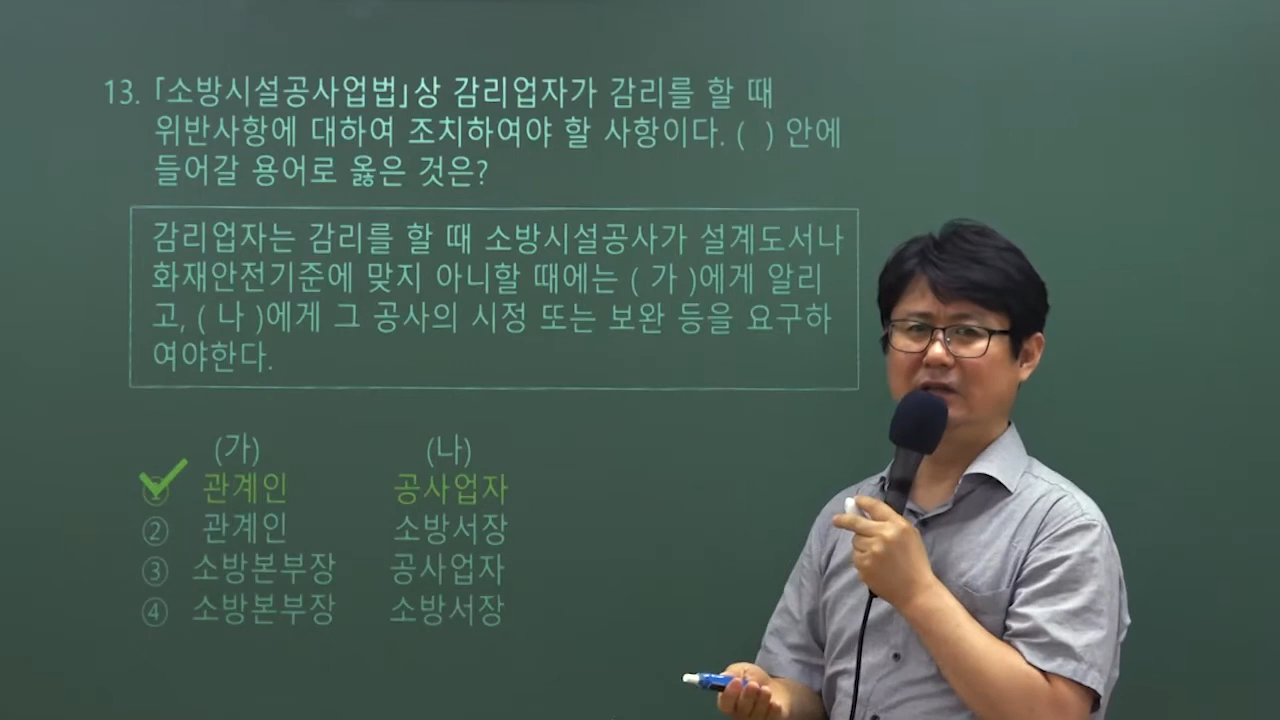 13. 「소방시설공사업법」상 감리업자가 감리를 할 때
위반사항에 대하여 조치하여야 할 사항이다. ( ) 안에
들어갈 용어로 옳은 것은?
감리업자는 감리를 할 때 소방시설공사가 설계도서나
화재안전기준에 맞지 아니할 때에는 ( 가 )에게 알리
고, ( 나 )에게 그 공사의 시정 또는 보완 등을 요구하
여야한다.
(가) (나)
① 관계인 공사업자
② 관계인 소방서장
③ 소방본부장 공사업자
④ 소방본부장 소방서장